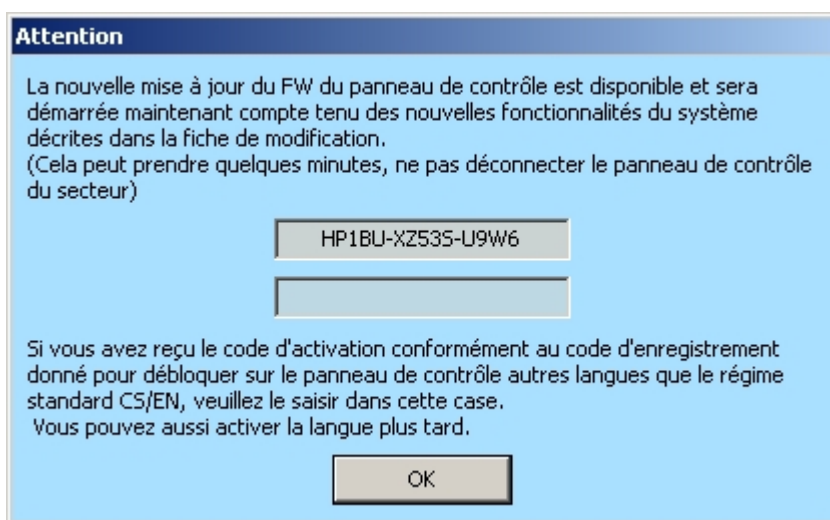 Attention
La nouvelle mise à jour du FW du panneau de contrôle est disponible et sera
démarrée maintenant compte tenu des nouvelles fonctionnalités du système
décrites dans la fiche de modification.
(Cela peut prendre quelques minutes, ne pas déconnecter le panneau de contrôle
du secteur)
HP1BU-XZ53S-U9W6
Si vous avez reçu le code d'activation conformément au code d'enregistrement
donné pour débloquer sur le panneau de contrôle autres langues que le régime
standard CS/EN, veuillez le saisir dans cette case.
Vous pouvez aussi activer la langue plus tard.
OK